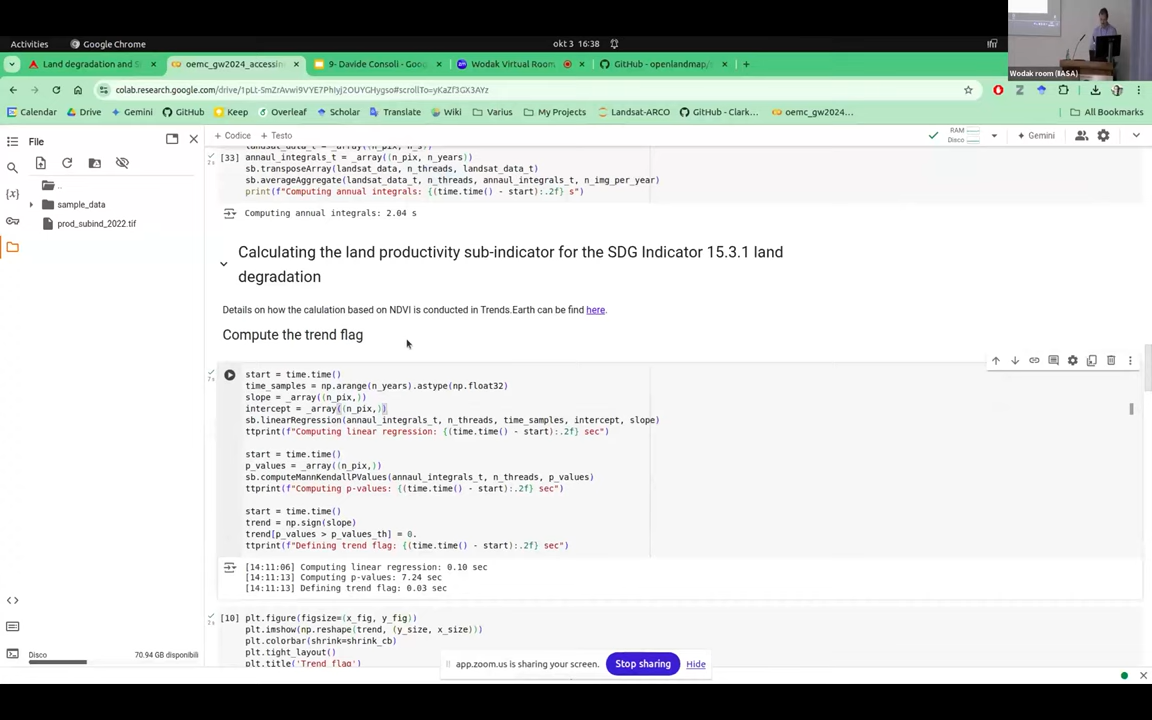 Activities
Google Chrome
okt 3 16:38
Land degradation and S
oemc_gw2024_accessin
9- Davide Consoli - Goog
Wodak Virtual Room
GitHub - openlandmap/s
Wodak room (IIASA)
colab.research.google.com/drive/1pLt-SmZrAvwi9VYE7PhIyj2OUYGHygso#scrollTo=yKaZf3GX3AXz
Calendar
Drive
Gemini
GitHub
Keep
Overleaf
Scholar
Translate
Wiki
Varius
My Projects
Landsat-ARCO
GitHub - Clark...
oemc_gw2024_acce...
All Bookmarks
File
+ Codice + Testo
RAM
Disco
Gemini
..
sample_data
prod_subind_2022.tif
[33] annaul_integrals_t = _array((n_pix, n_years))
sb.transposeArray(landsat_data, n_threads, landsat_data_t)
sb.averageAggregate(landsat_data_t, n_threads, annaul_integrals_t, n_img_per_year)
print(f"Computing annual integrals: {(time.time() - start):.2f} s")
Computing annual integrals: 2.04 s
Calculating the land productivity sub-indicator for the SDG Indicator 15.3.1 land
degradation
Details on how the calulation based on NDVI is conducted in Trends.Earth can be find here.
Compute the trend flag
start = time.time()
time_samples = np.arange(n_years).astype(np.float32)
slope = _array((n_pix,))
intercept = _array((n_pix,))
sb.linearRegression(annaul_integrals_t, n_threads, time_samples, intercept, slope)
ttprint(f"Computing linear regression: {(time.time() - start):.2f} sec")
start = time.time()
p_values = _array((n_pix,))
sb.computeMannKendallPValues(annaul_integrals_t, n_threads, p_values)
ttprint(f"Computing p-values: {(time.time() - start):.2f} sec")
start = time.time()
trend = np.sign(slope)
trend[p_values > p_values_th] = 0.
ttprint(f"Defining trend flag: {(time.time() - start):.2f} sec")
[14:11:06] Computing linear regression: 0.10 sec
[14:11:13] Computing p-values: 7.24 sec
[14:11:13] Defining trend flag: 0.03 sec
[10] plt.figure(figsize=(x_fig, y_fig))
plt.imshow(np.reshape(trend, (y_size, x_size)))
plt.colorbar(shrink=shrink_cb)
plt.tight_layout()
plt.title('Trend flag')
Disco
70.94 GB disponibili
app.zoom.us is sharing your screen.
Stop sharing
Hide